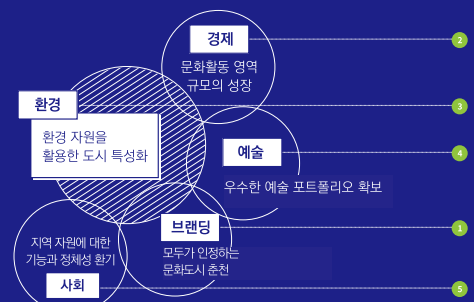 경제
2
문화활동 영역
규모의 성장
환경
3
환경 자원을
활용한 도시 특성화
예술
4
우수한 예술 포트폴리오 확보
브랜딩
1
모두가 인정하는
문화도시 춘천
지역 자원에 대한
기능과 정체성 환기
사회
5